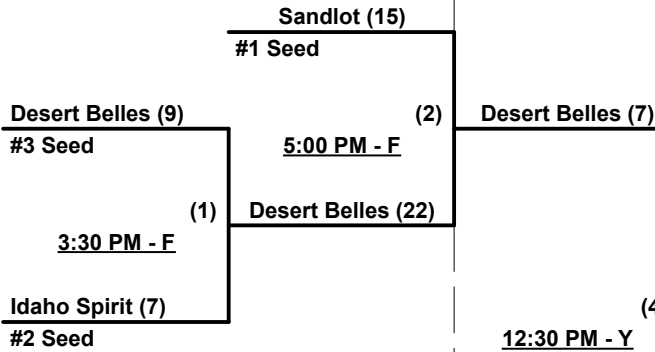 Sandlot (15)
#1 Seed
Desert Belles (9)
(2)
Desert Belles (7)
#3 Seed
5:00 PM - F
(1)
Desert Belles (22)
3:30 PM - F
Idaho Spirit (7)
(4
#2 Seed
12:30 PM - Y